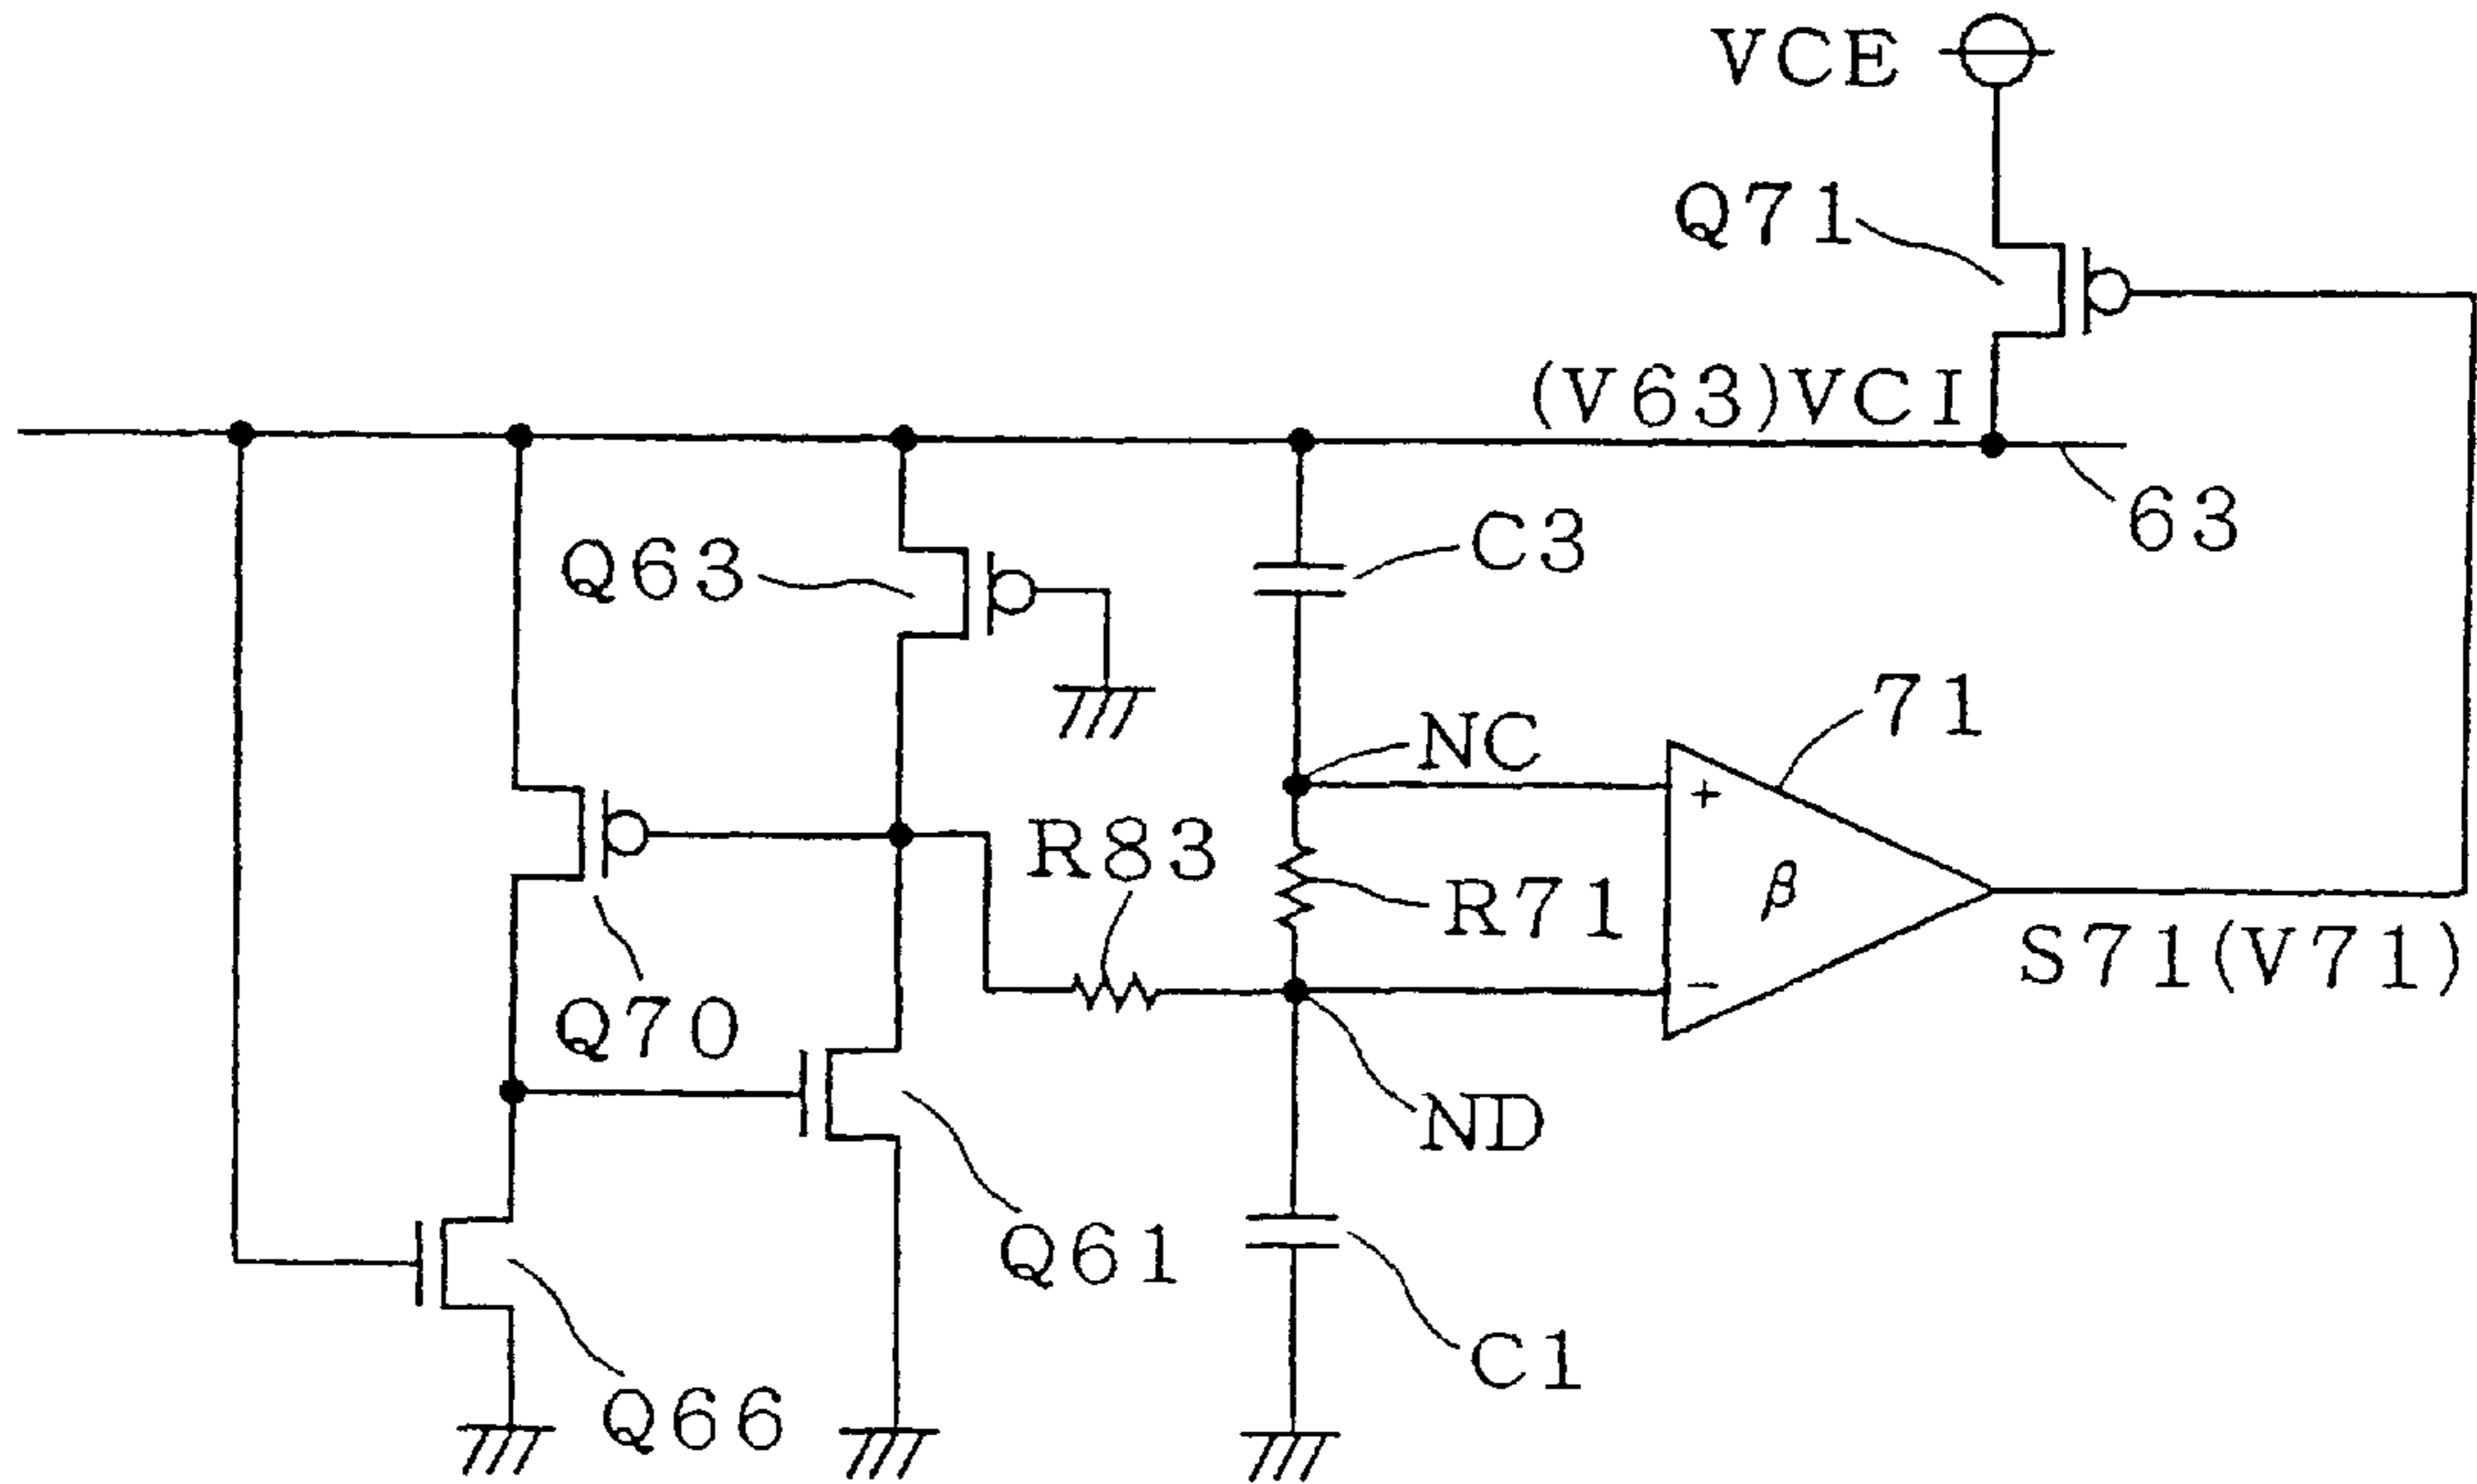 VCE
Q71
(V63)VCI
63
Q63
C3
71
NC
+
R83
R71
β
S71(V71)
−
Q70
ND
Q61
C1
Q66